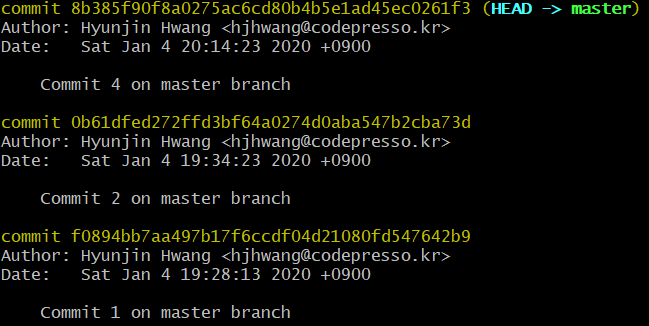 commit 8b385f90f8a0275ac6cd80b4b5e1ad45ec0261f3 (HEAD -> master)
Author: Hyunjin Hwang <hjhwang@codepresso.kr>
Date:   Sat Jan 4 20:14:23 2020 +0900
    Commit 4 on master branch
commit 0b61dfed272ffd3bf64a0274d0aba547b2cba73d
Author: Hyunjin Hwang <hjhwang@codepresso.kr>
Date:   Sat Jan 4 19:34:23 2020 +0900
    Commit 2 on master branch
commit f0894bb7aa497b17f6ccdf04d21080fd547642b9
Author: Hyunjin Hwang <hjhwang@codepresso.kr>
Date:   Sat Jan 4 19:28:13 2020 +0900
    Commit 1 on master branch